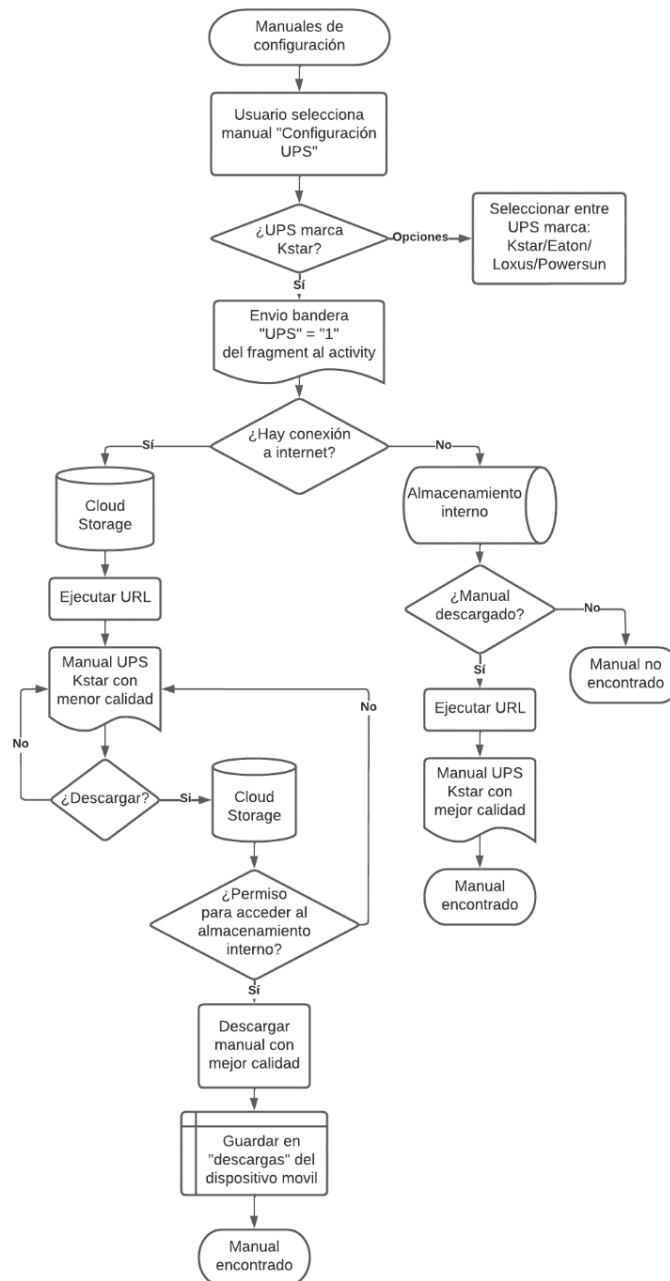 Manuales de
configuración
Usuario selecciona
manual "Configuración
UPS"
¿UPS marca
Kstar?
Opciones
Seleccionar entre
UPS marca:
Kstar/Eaton/
Loxus/Powersun
Sí
Envio bandera
"UPS" = "1"
del fragment al activity
¿Hay conexión
a internet?
Sí
No
Cloud
Storage
Almacenamiento
interno
Ejecutar URL
¿Manual
descargado?
No
Manual no
encontrado
Sí
Manual UPS
Kstar con
menor calidad
No
Ejecutar URL
No
¿Descargar?
Si
Cloud
Storage
Manual UPS
Kstar con
mejor calidad
Manual
encontrado
¿Permiso
para acceder al
almacenamiento
interno?
Sí
Descargar
manual con
mejor calidad
Guardar en
"descargas" del
dispositivo movil
Manual
encontrado